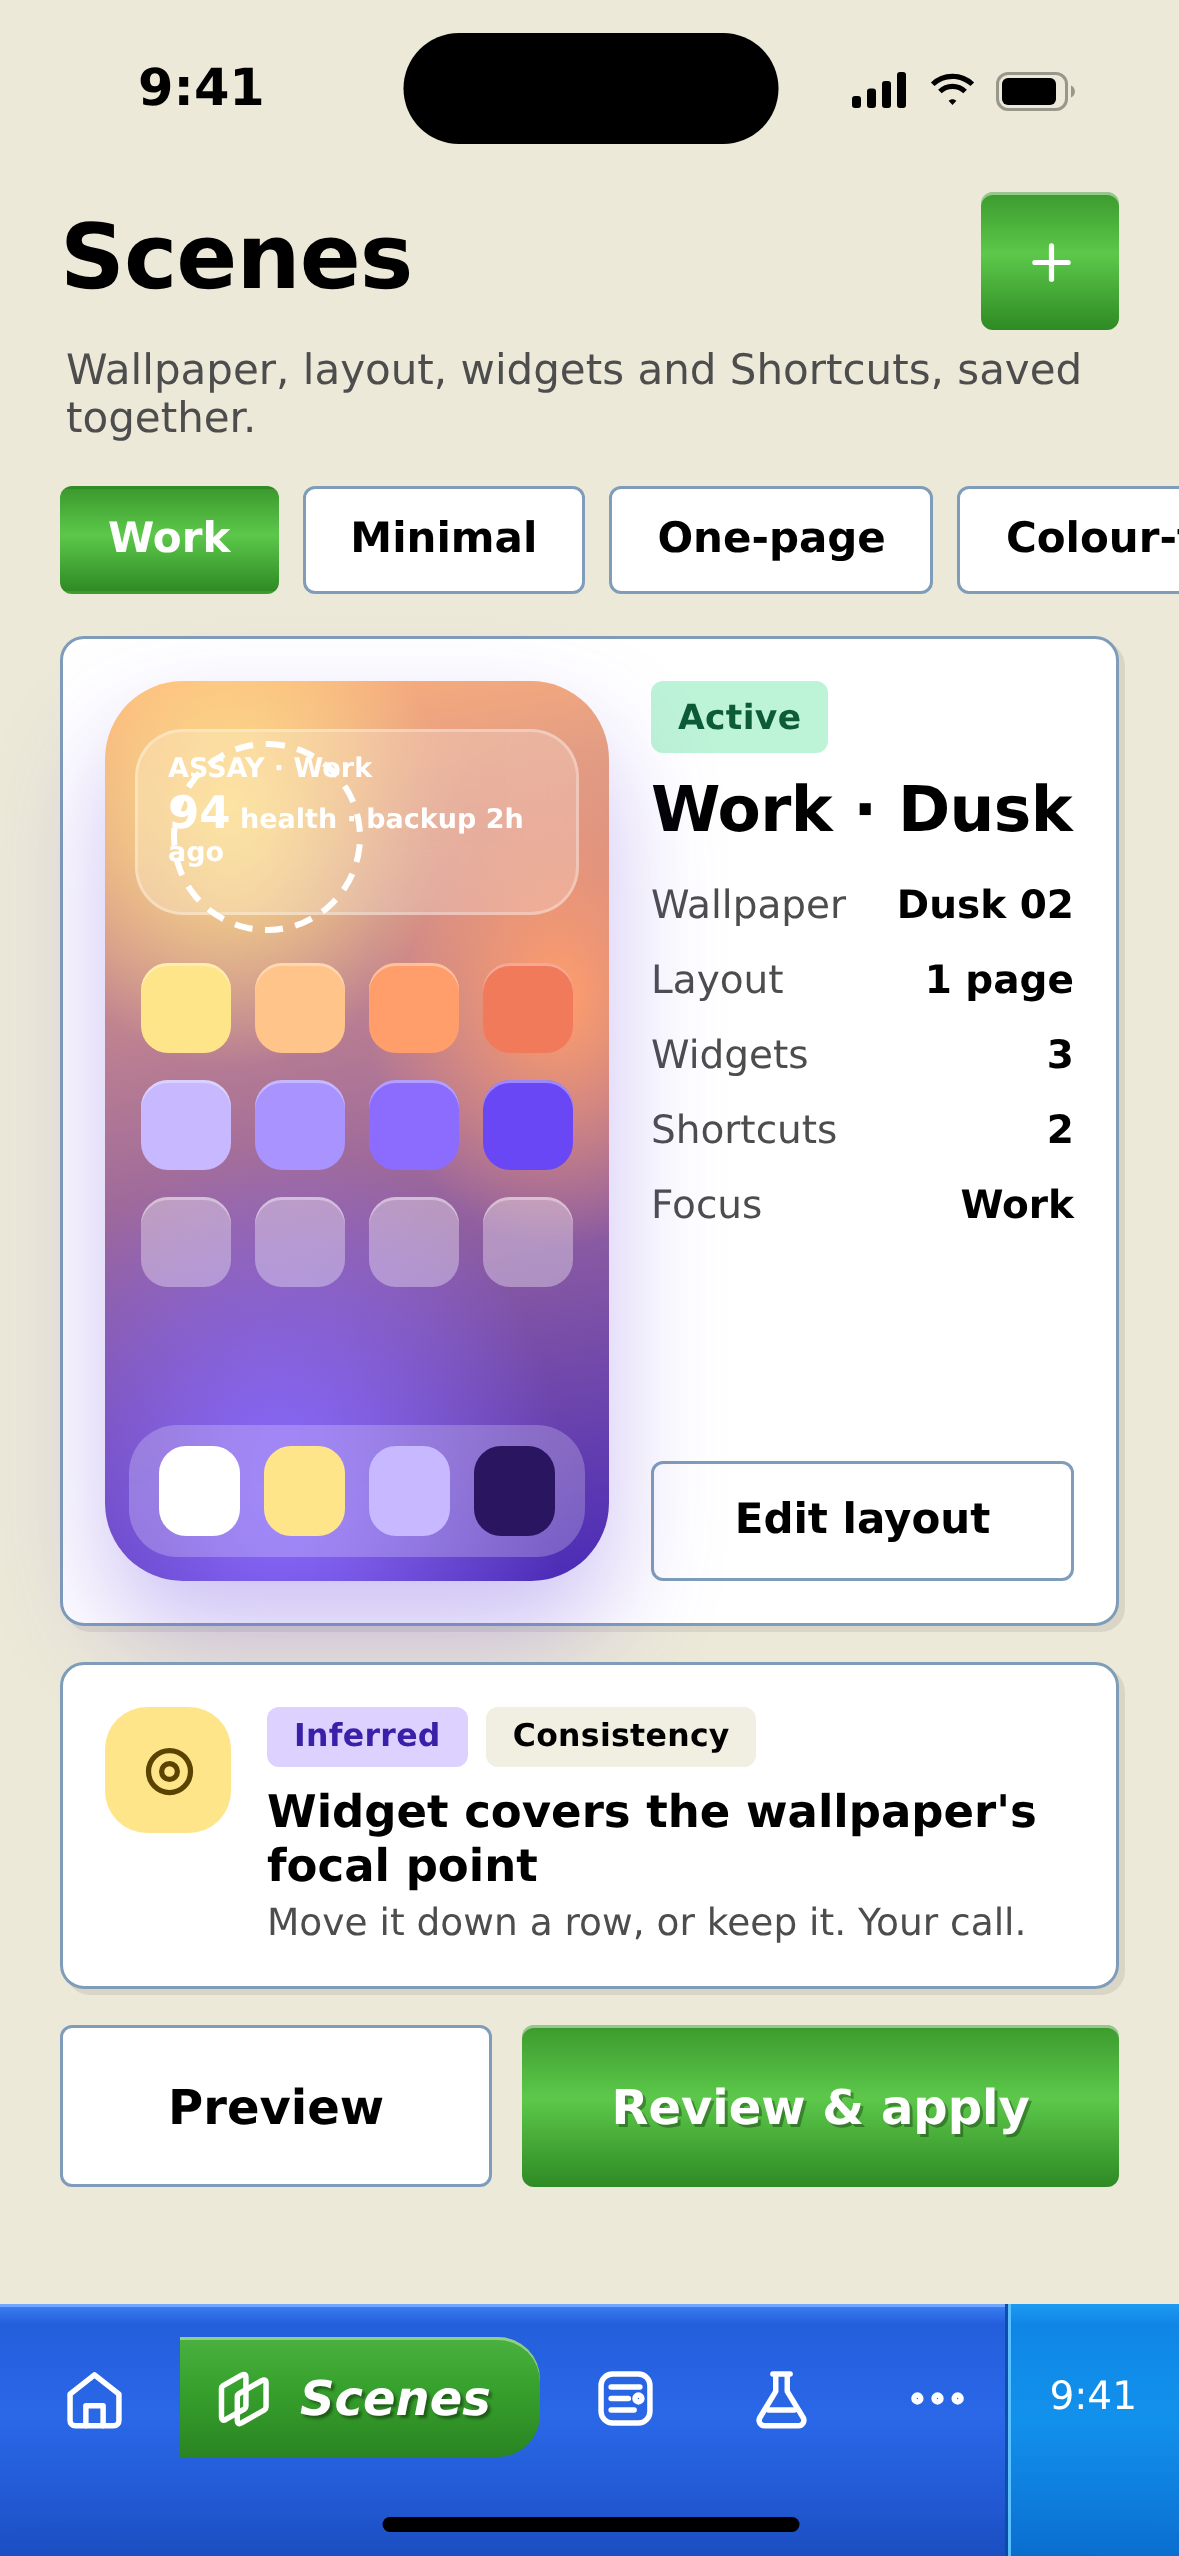 9:41
Scenes
+
Wallpaper, layout, widgets and Shortcuts, saved
together.
Work
Minimal
One-page
Colour-
ASSAY · Work
94 health · backup 2h
ago
Active
Work · Dusk
Wallpaper Dusk 02
Layout 1 page
Widgets 3
Shortcuts 2
Focus Work
Edit layout
Inferred
Consistency
Widget covers the wallpaper's
focal point
Move it down a row, or keep it. Your call.
Preview
Review & apply
Scenes
9:41